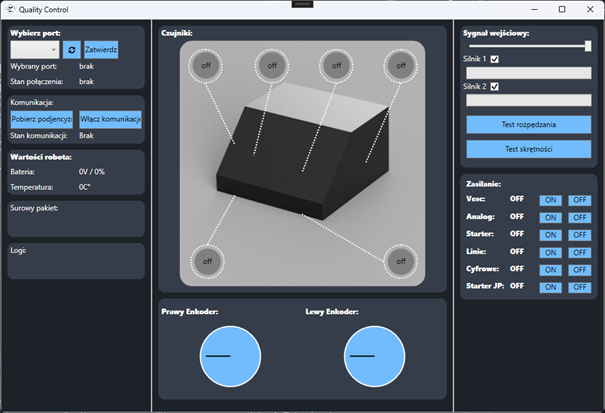 Quality Control
Wybierz port:
Zatwierdz
Wybrany port: brak
Stan połączenia: brak
Komunikacja:
Pobierz podjencyz
Włącz komunikacje
Stan komunikacji: Brak
Wartości robota:
Bateria: 0V / 0%
Temperatura: 0C°
Surowy pakiet:
Logi:
Czujniki:
off off off off
off off
Prawy Enkoder:
Lewy Enkoder:
Sygnał wejściowy:
Silnik 1
Silnik 2
Test rozpędzania
Test skrętności
Zasilanie:
Vesc: OFF ON OFF
Analog: OFF ON OFF
Starter: OFF ON OFF
Linie: OFF ON OFF
Cyfrowe: OFF ON OFF
Starter JP: OFF ON OFF